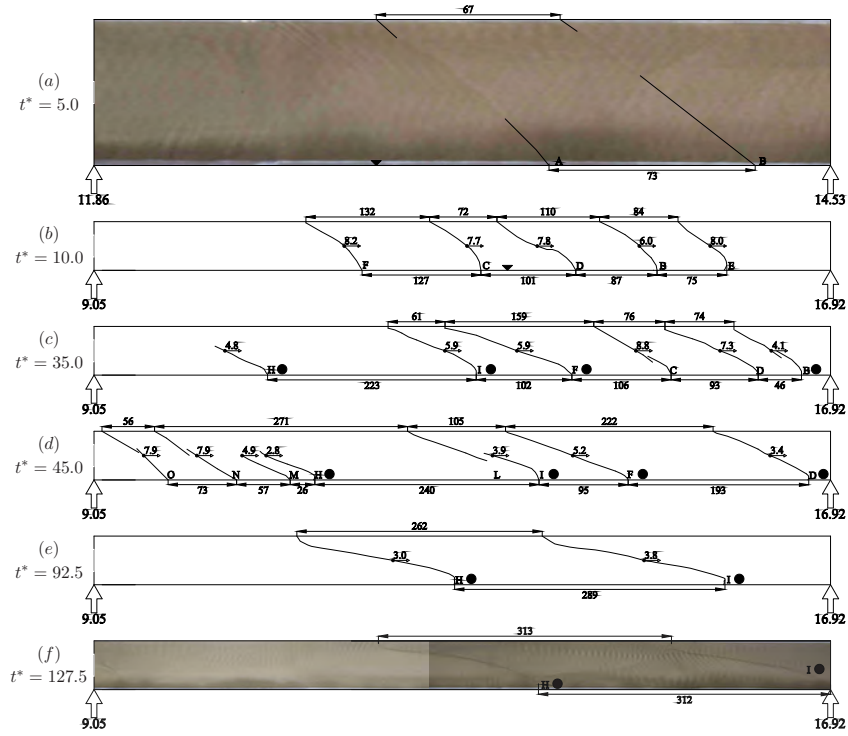 67
(a)
t* = 5.0
A B
73
11.86 14.53
132 72 110 84
(b)
t* = 10.0
8.2 7.7 7.8 6.0 8.0
F C D B E
127 101 87 75
9.05 16.92
61 159 76 74
(c)
t* = 35.0
4.8 5.9 5.9 8.8 7.3 4.1
H I F C D B
223 102 106 93 46
9.05 16.92
56 271 105 222
(d)
t* = 45.0
7.9 7.9 4.9 2.8 3.9 5.2 3.4
O N M H L I F D
73 57 26 240 95 193
9.05 16.92
262
(e)
t* = 92.5
3.0 3.8
H I
289
9.05 16.92
313
(f)
t* = 127.5
H I
312
9.05 16.92